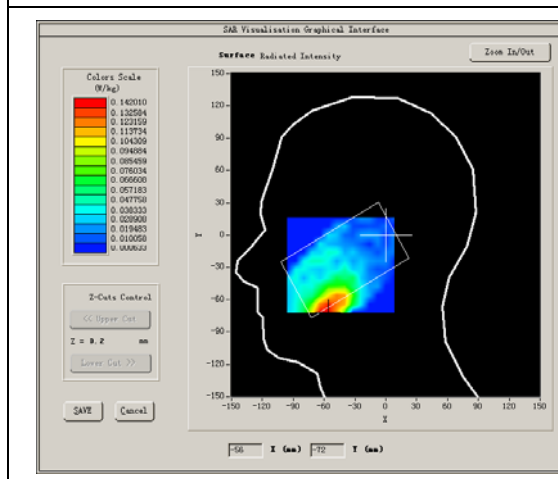 SAR Visualisation Graphical Interface
Surface Radiated Intensity
Zoom In/Out
Colors Scale
(W/kg)
0.142010
0.132584
0.123159
0.113734
0.104309
0.094884
0.085459
0.076034
0.066608
0.057183
0.047758
0.038333
0.028908
0.019483
0.010058
0.000633
150
120
90
60
30
0
-30
-60
-90
-120
-150
Y
-150 -120 -90 -60 -30 0 30 60 90 120 150
X
Z-Cuts Control
<< Upper Cut
Z = 0.2 mm
Lower Cut >>
SAVE Cancel
-56 X (mm) -72 Y (mm)